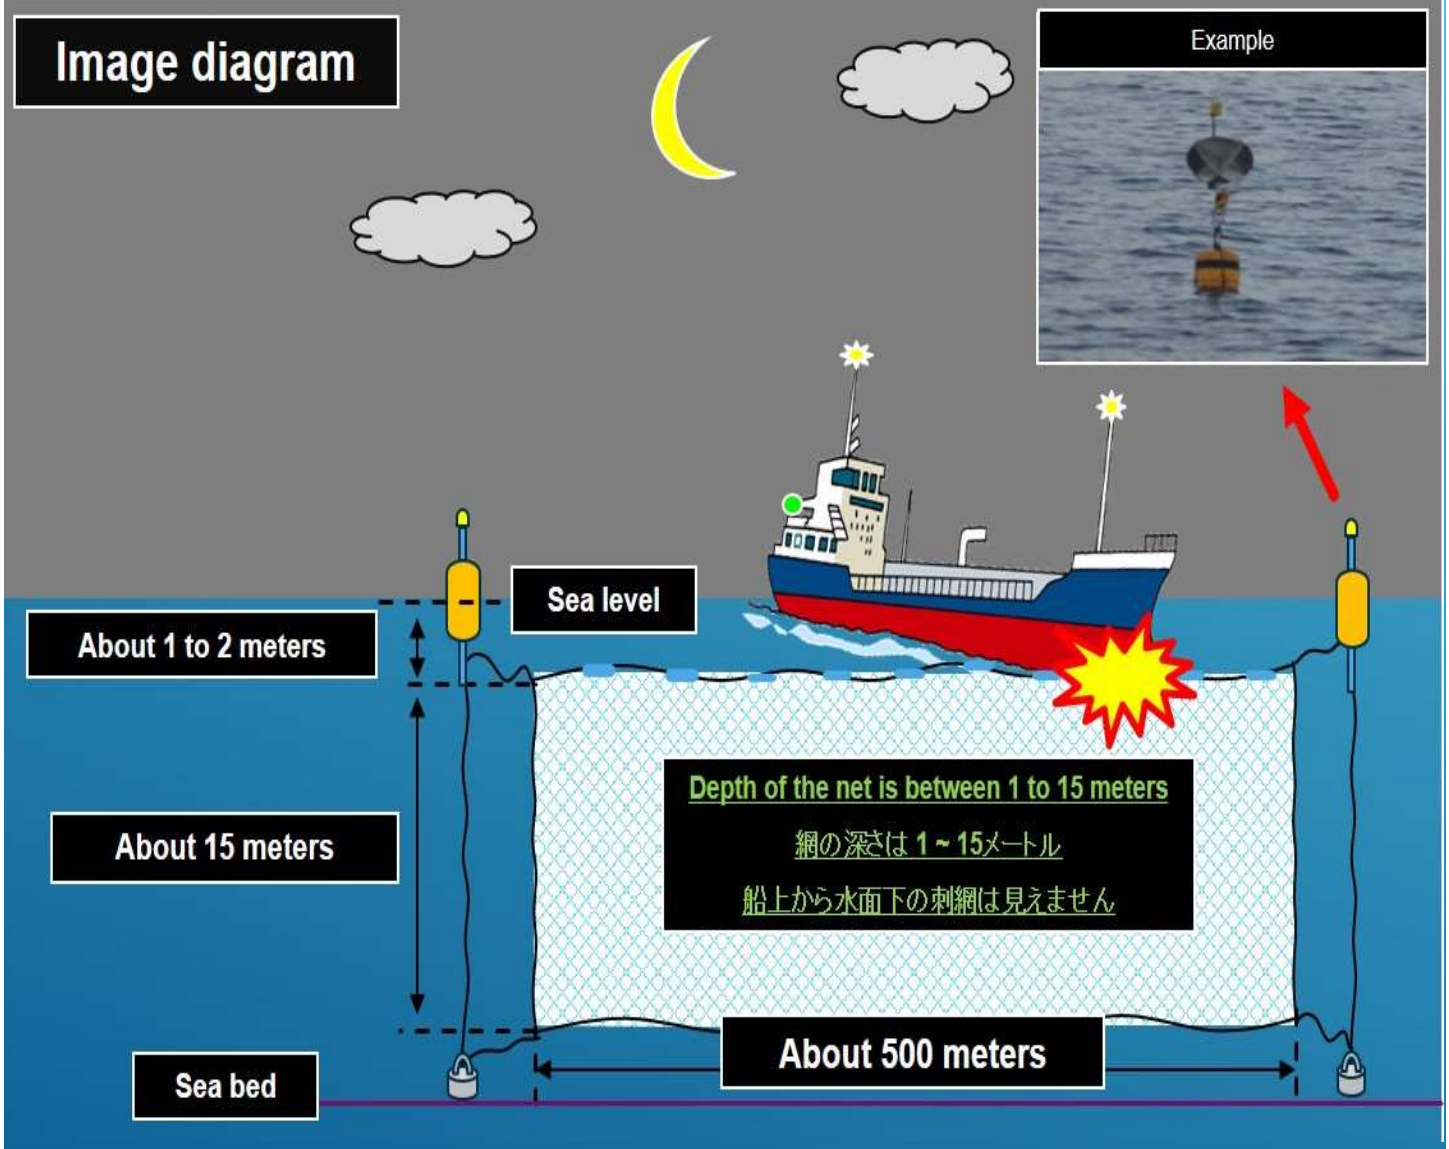 Image diagram
Example
Sea level
About 1 to 2 meters
Depth of the net is between 1 to 15 meters
網の深さは 1 ~ 15メートル
船上から水面下の刺網は見えません
About 15 meters
About 500 meters
Sea bed